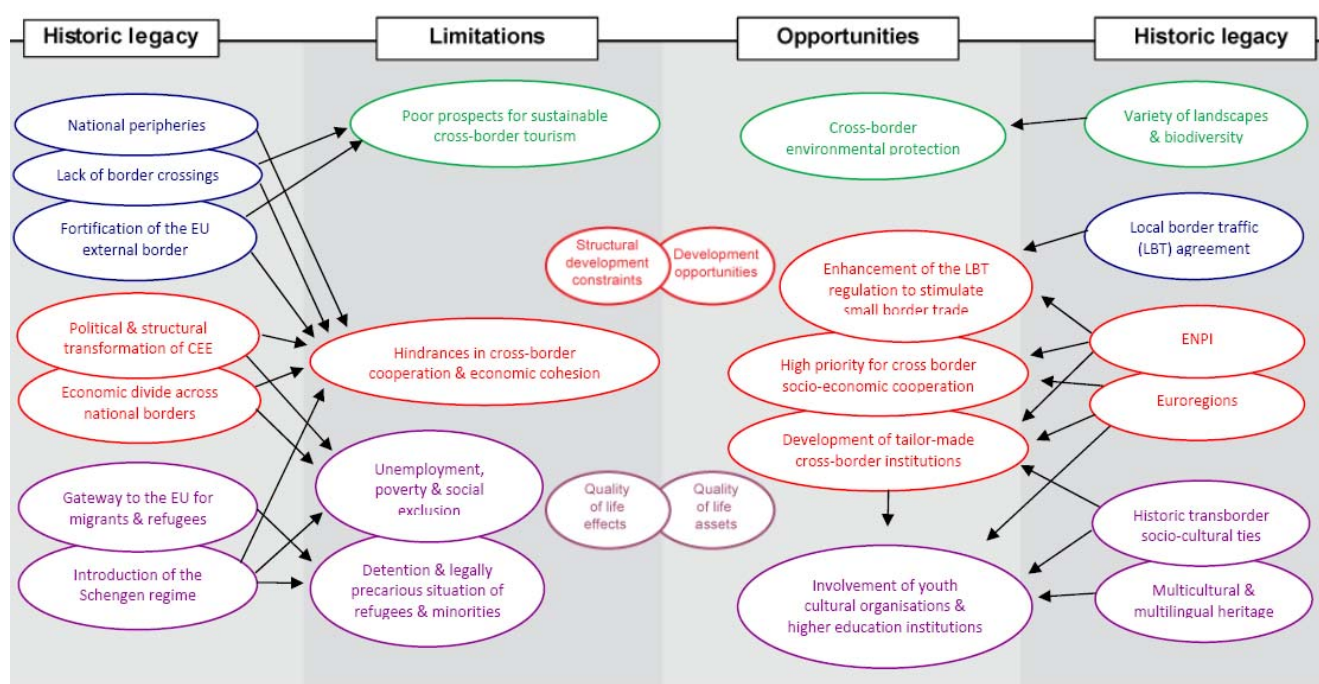 Historic legacy
Limitations
Opportunities
Historic legacy
National peripheries
Lack of border crossings
Fortification of the EU
external border
Political & structural
transformation of CEE
Economic divide across
national borders
Gateway to the EU for
migrants & refugees
Introduction of the
Schengen regime
Poor prospects for sustainable
cross-border tourism
Hindrances in cross-border
cooperation & economic cohesion
Unemployment,
poverty & social
exclusion
Detention & legally
precarious situation of
refugees & minorities
Structural
development
constraints
Development
opportunities
Quality
of life
effects
Quality
of life
assets
Cross-border
environmental protection
Enhancement of the LBT
regulation to stimulate
small border trade
High priority for cross border
socio-economic cooperation
Development of tailor-made
cross-border institutions
Involvement of youth
cultural organisations &
higher education institutions
Variety of landscapes
& biodiversity
Local border traffic
(LBT) agreement
ENPI
Euroregions
Historic transborder
socio-cultural ties
Multicultural &
multilingual heritage